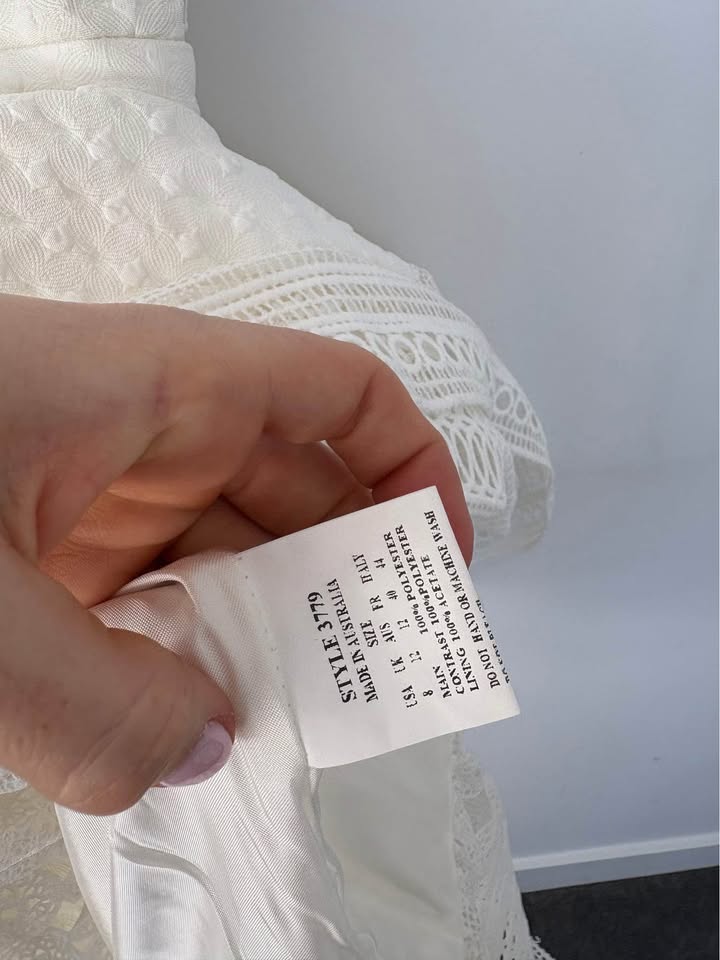 STYLE 3779
MADE IN AUSTRALIA
SIZE
USA UK AUS FR ITALY
8 12 12 40 44
MAIN 100% POLYESTER
CONTRAST 100% POLYESTER
LINING 100% ACETATE
DO NOT HAND OR MACHINE WASH